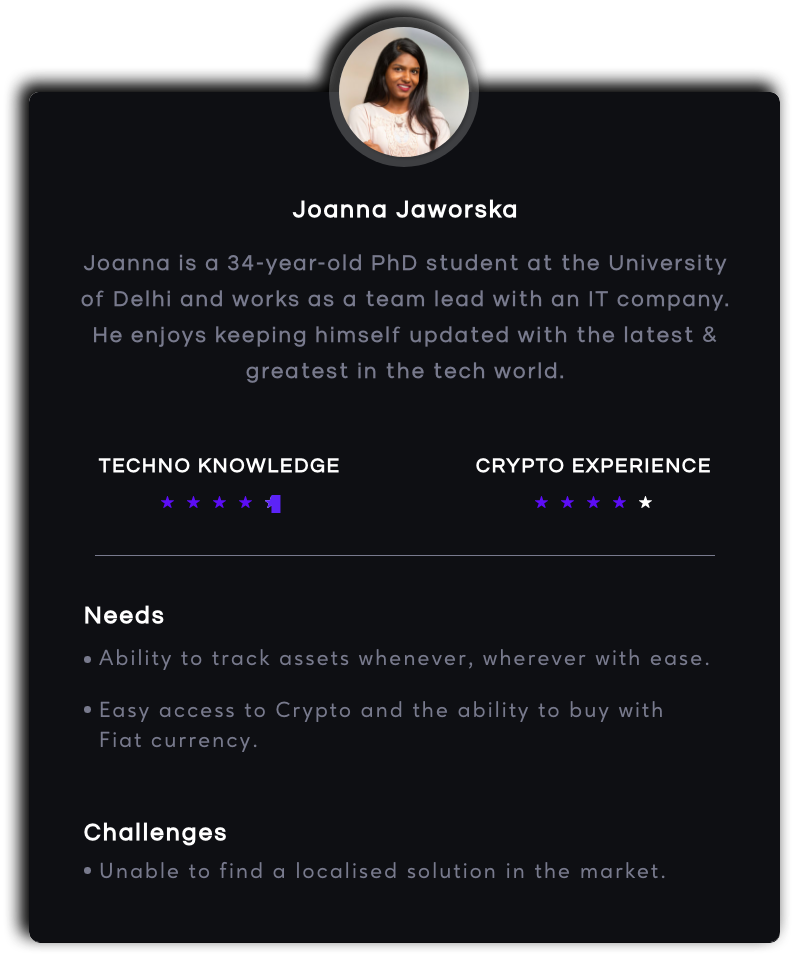 Joanna Jaworska
Joanna is a 34-year-old PhD student at the University
of Delhi and works as a team lead with an IT company.
He enjoys keeping himself updated with the latest &
greatest in the tech world.
TECHNO KNOWLEDGE
CRYPTO EXPERIENCE
Needs
• Ability to track assets whenever, wherever with ease.
• Easy access to Crypto and the ability to buy with
Fiat currency.
Challenges
• Unable to find a localised solution in the market.